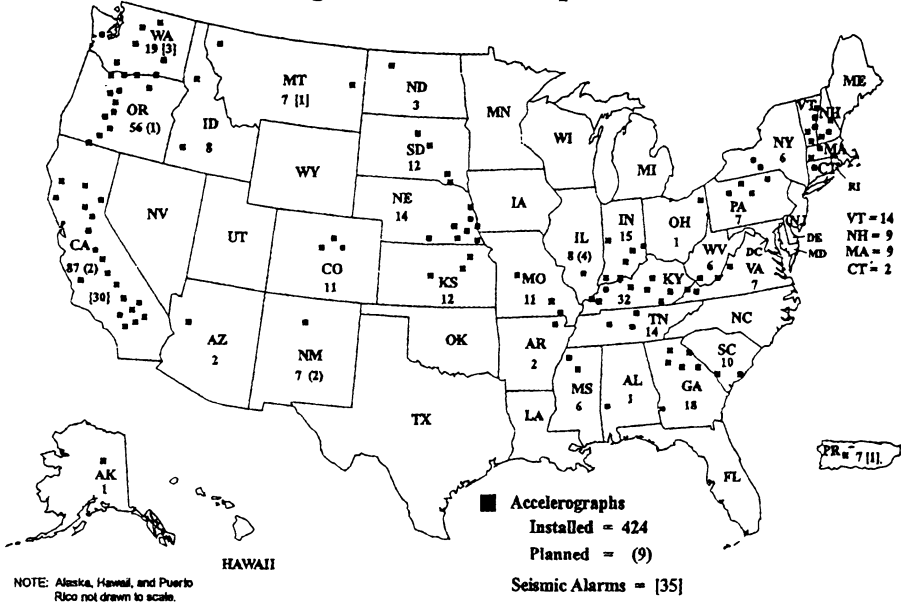 WA
19 [3]
MT
7 [1]
ND
3
MN
ME
OR
56 (1)
ID
8
SD
12
WI
MI
NY
6
VT
NH
MA
CT
RI
WY
NE
14
IA
PA
7
NJ
NV
UT
CO
11
KS
12
MO
11
IL
8 (4)
IN
15
OH
1
WV
6
DC
VA
7
DE
MD
VT = 14
NH = 9
MA = 9
CT = 2
CA
87 (2)
[30]
KY
32
TN
14
NC
AZ
2
NM
7 (2)
OK
AR
2
SC
10
TX
LA
MS
6
AL
1
GA
18
FL
AK
1
PR
7 [1].
HAWAII
Accelerographs
Installed = 424
Planned = (9)
Seismic Alarms = [35]
NOTE: Alaska, Hawaii, and Puerto
Rico not drawn to scale.